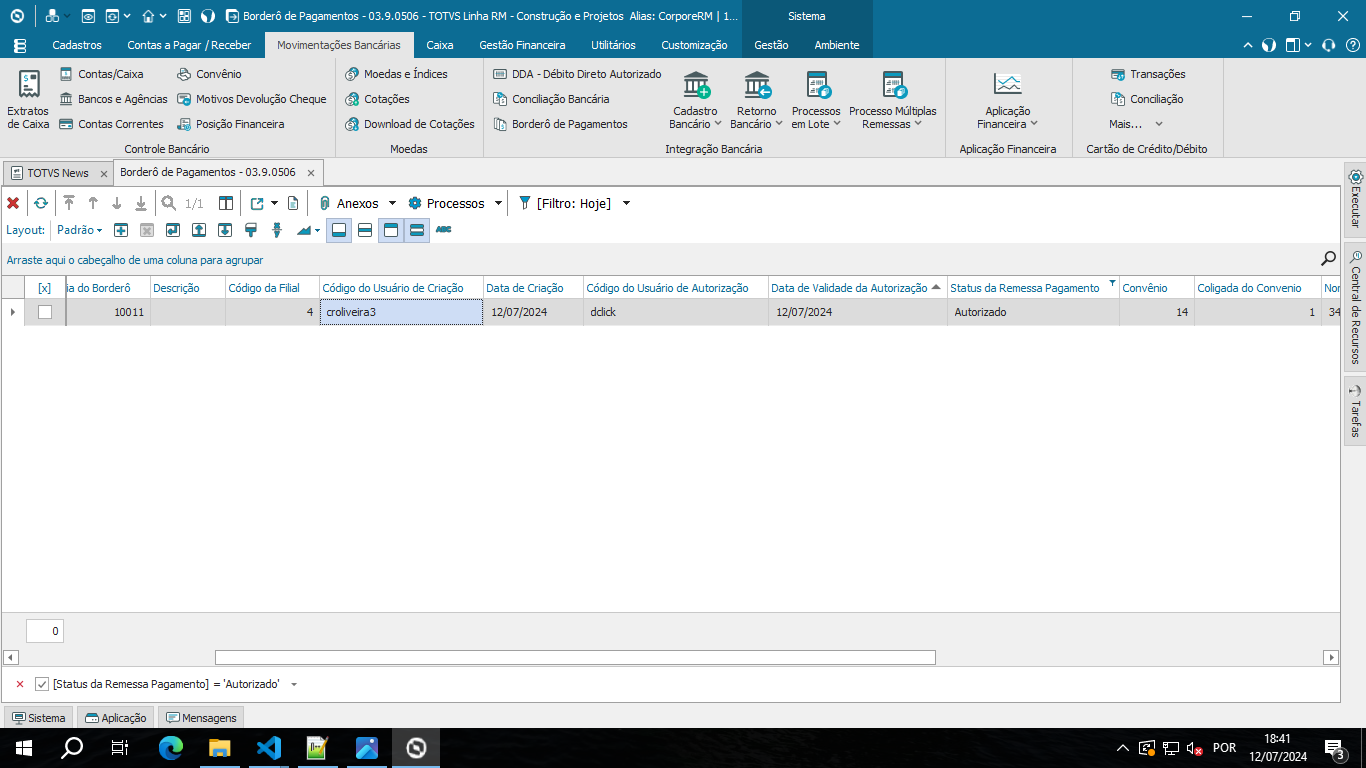 Borderô de Pagamentos - 03.9.0506 - TOTVS Linha RM - Construção e Projetos Alias: CorporeRM | 1...
Sistema
Cadastros
Contas a Pagar / Receber
Movimentações Bancárias
Caixa
Gestão Financeira
Utilitários
Customização
Gestão
Ambiente
Extratos
de Caixa
Contas/Caixa
Bancos e Agências
Contas Correntes
Convênio
Motivos Devolução Cheque
Posição Financeira
Controle Bancário
Moedas e Índices
Cotações
Download de Cotações
Moedas
DDA - Débito Direto Autorizado
Conciliação Bancária
Borderô de Pagamentos
Cadastro
Bancário
Retorno
Bancário
Processos
em Lote
Processo Múltiplas
Remessas
Integração Bancária
Aplicação
Financeira
Aplicação Financeira
Transações
Conciliação
Mais...
Cartão de Crédito/Débito
TOTVS News
Borderô de Pagamentos - 03.9.0506
1/1
Anexos
Processos
[Filtro: Hoje]
Layout:
Padrão
ABC
Arraste aqui o cabeçalho de uma coluna para agrupar
[x]
ia do Borderô
Descrição
Código da Filial
Código do Usuário de Criação
Data de Criação
Código do Usuário de Autorização
Data de Validade da Autorização
Status da Remessa Pagamento
Convênio
Coligada do Convenio
Nor
10011
4
croliveira3
12/07/2024
dclick
12/07/2024
Autorizado
14
1
34
0
[Status da Remessa Pagamento] = 'Autorizado'
Executar
Central de Recursos
Tarefas
Sistema
Aplicação
Mensagens
POR
18:41
12/07/2024
3